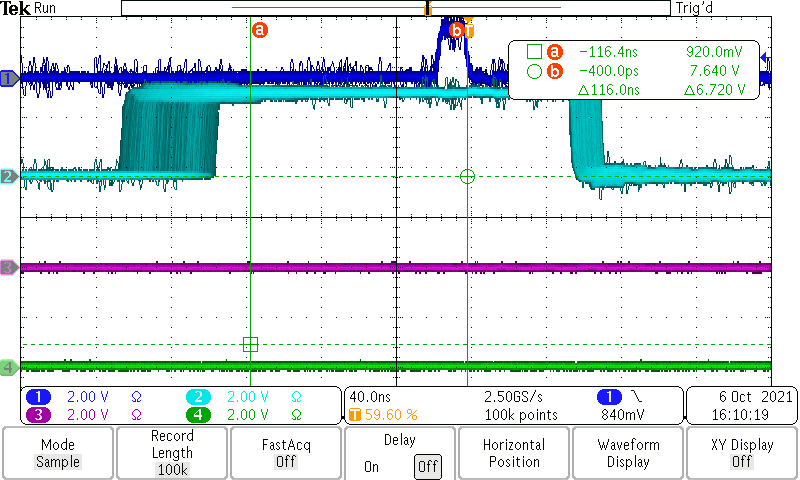 Tek Run Trig'd
a
b T
a −116.4ns 920.0mV
b −400.0ps 7.640 V
Δ116.0ns Δ6.720 V
1
2
3
4
1 2.00 V Ω 2 2.00 V Ω 40.0ns 2.50GS/s 1 6 Oct 2021
3 2.00 V Ω 4 2.00 V Ω T 59.60 % 100k points 840mV 16:10:19
Mode
Sample
Record
Length
100k
FastAcq
Off
Delay
On Off
Horizontal
Position
Waveform
Display
XY Display
Off